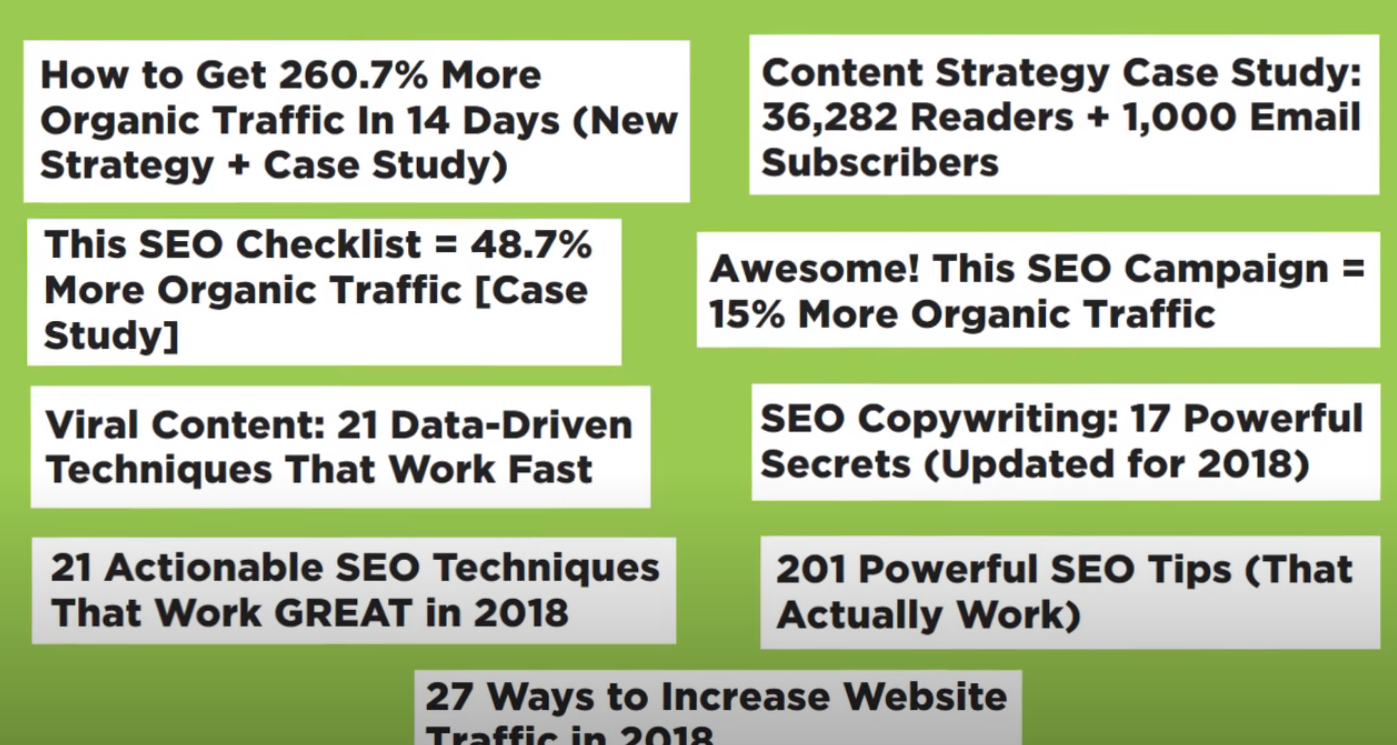 How to Get 260.7% More
Organic Traffic In 14 Days (New
Strategy + Case Study)
Content Strategy Case Study:
36,282 Readers + 1,000 Email
Subscribers
This SEO Checklist = 48.7%
More Organic Traffic [Case
Study]
Awesome! This SEO Campaign =
15% More Organic Traffic
Viral Content: 21 Data-Driven
Techniques That Work Fast
SEO Copywriting: 17 Powerful
Secrets (Updated for 2018)
21 Actionable SEO Techniques
That Work GREAT in 2018
201 Powerful SEO Tips (That
Actually Work)
27 Ways to Increase Website
Traffic in 2018